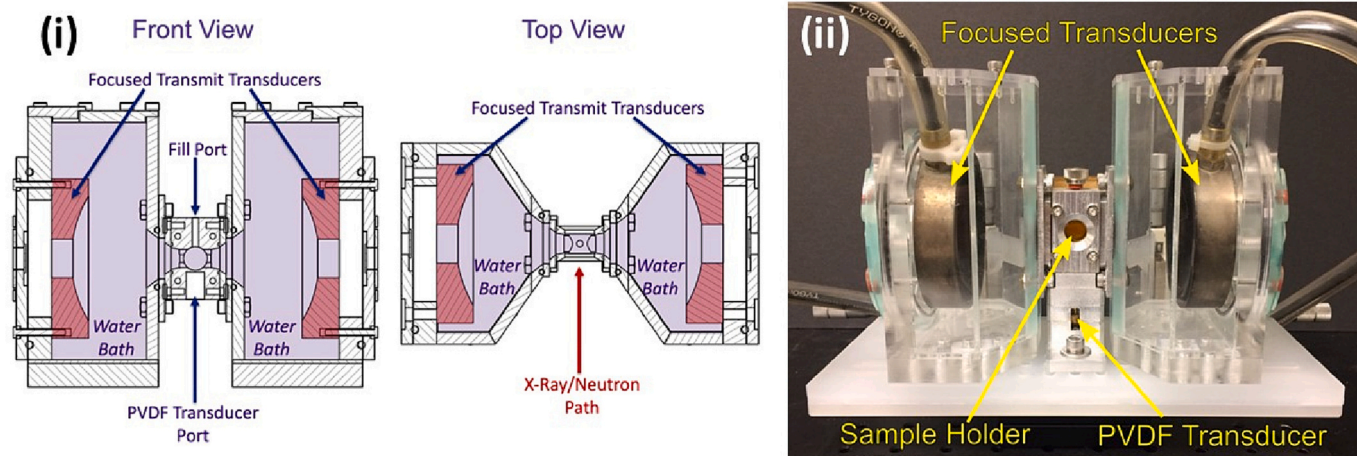 (i)
Front View
Top View
Focused Transmit Transducers
Fill Port
Water
Bath
Water
Bath
PVDF Transducer
Port
Focused Transmit Transducers
Water
Bath
Water
Bath
X-Ray/Neutron
Path
(ii)
Focused Transducers
TYGON
Sample Holder
PVDF Transducer